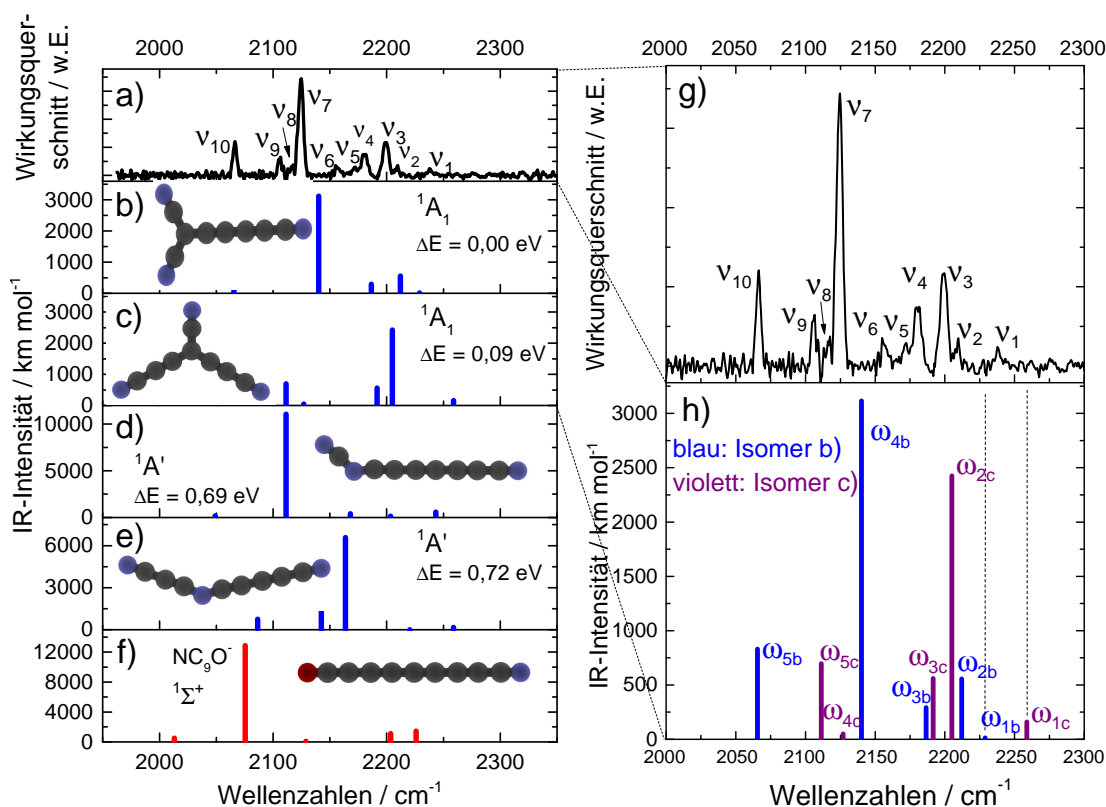 2000 2050 2100 2150 2200 2250 2300
2000 2100 2200 2300
Wirkungsquer-
schnitt / w.E.
a)
ν10 ν9 ν8 ν7 ν6 ν5 ν4 ν3 ν2 ν1
IR-Intensität / km mol-1
3000
2000
1000
0
b)
1A1
ΔE = 0,00 eV
3000
2000
1000
0
c)
1A1
ΔE = 0,09 eV
10000
5000
0
d)
1A'
ΔE = 0,69 eV
6000
3000
0
e)
1A'
ΔE = 0,72 eV
12000
8000
4000
0
f)
NC9O-
1Σ+
2000 2100 2200 2300
Wellenzahlen / cm-1
Wirkungsquerschnitt / w.E.
g)
ν10 ν9 ν8 ν7 ν6 ν5 ν4 ν3 ν2 ν1
IR-Intensität / km mol-1
3000
2500
2000
1500
1000
500
0
h)
blau: Isomer b)
violett: Isomer c)
ω4b
ω2c
ω5b
ω5c
ω4c
ω3c
ω2b
ω3b
ω1b
ω1c
2000 2050 2100 2150 2200 2250 2300
Wellenzahlen / cm-1